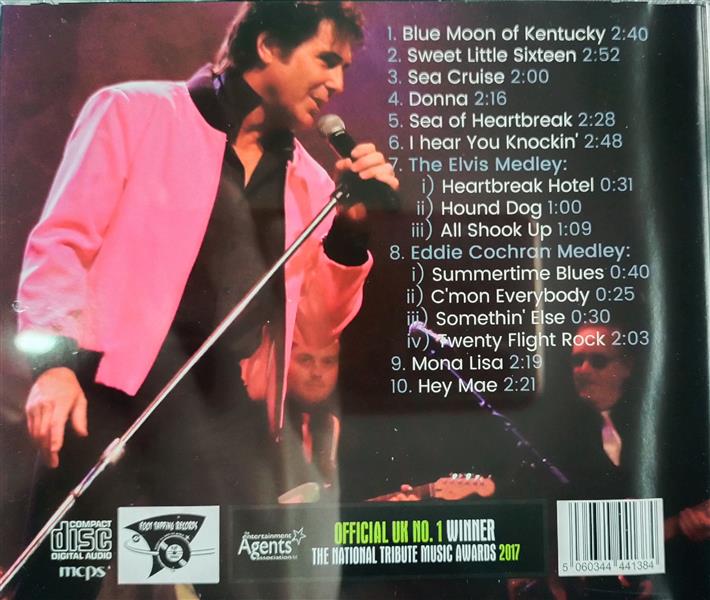 1. Blue Moon of Kentucky 2:40
2. Sweet Little Sixteen 2:52
3. Sea Cruise 2:00
4. Donna 2:16
5. Sea of Heartbreak 2:28
6. I hear You Knockin' 2:48
7. The Elvis Medley:
i) Heartbreak Hotel 0:31
ii) Hound Dog 1:00
iii) All Shook Up 1:09
8. Eddie Cochran Medley:
i) Summertime Blues 0:40
ii) C'mon Everybody 0:25
iii) Somethin' Else 0:30
iv) Twenty Flight Rock 2:03
9. Mona Lisa 2:19
10. Hey Mae 2:21
COMPACT
disc
DIGITAL AUDIO
mcps
FOOT TAPPING RECORDS
the
entertainment
Agents
association
OFFICIAL UK NO. 1 WINNER
THE NATIONAL TRIBUTE MUSIC AWARDS 2017
5 060344 441384